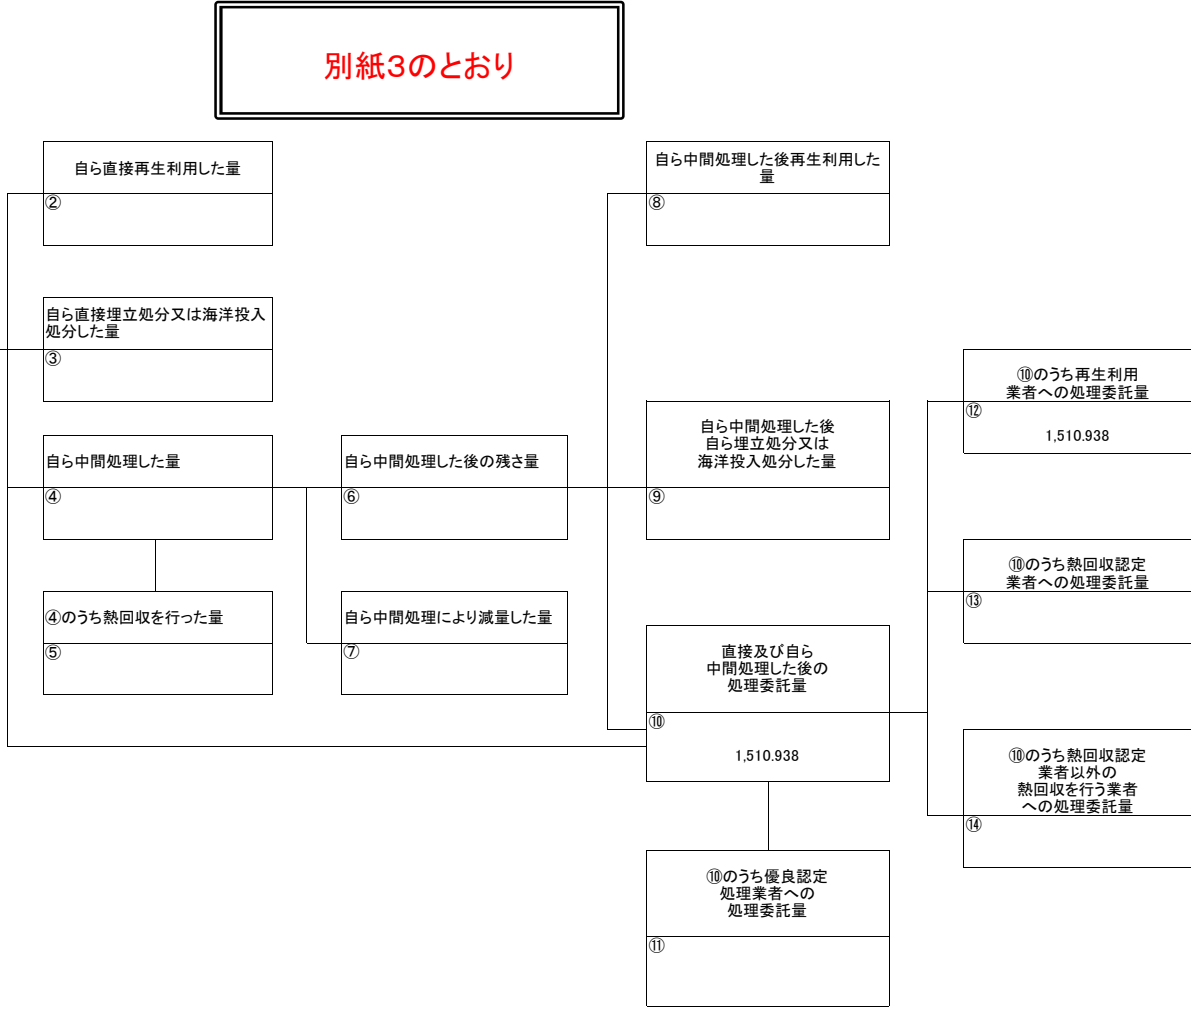 別紙3のとおり
自ら直接再生利用した量
②
自ら中間処理した後再生利用した
量
⑧
自ら直接埋立処分又は海洋投入
処分した量
③
自ら中間処理した量
④
自ら中間処理した後の残さ量
⑥
自ら中間処理した後
自ら埋立処分又は
海洋投入処分した量
⑨
⑩のうち再生利用
業者への処理委託量
⑫
1,510.938
④のうち熱回収を行った量
⑤
自ら中間処理により減量した量
⑦
直接及び自ら
中間処理した後の
処理委託量
⑩
1,510.938
⑩のうち熱回収認定
業者への処理委託量
⑬
⑩のうち熱回収認定
業者以外の
熱回収を行う業者
への処理委託量
⑭
⑩のうち優良認定
処理業者への
処理委託量
⑪